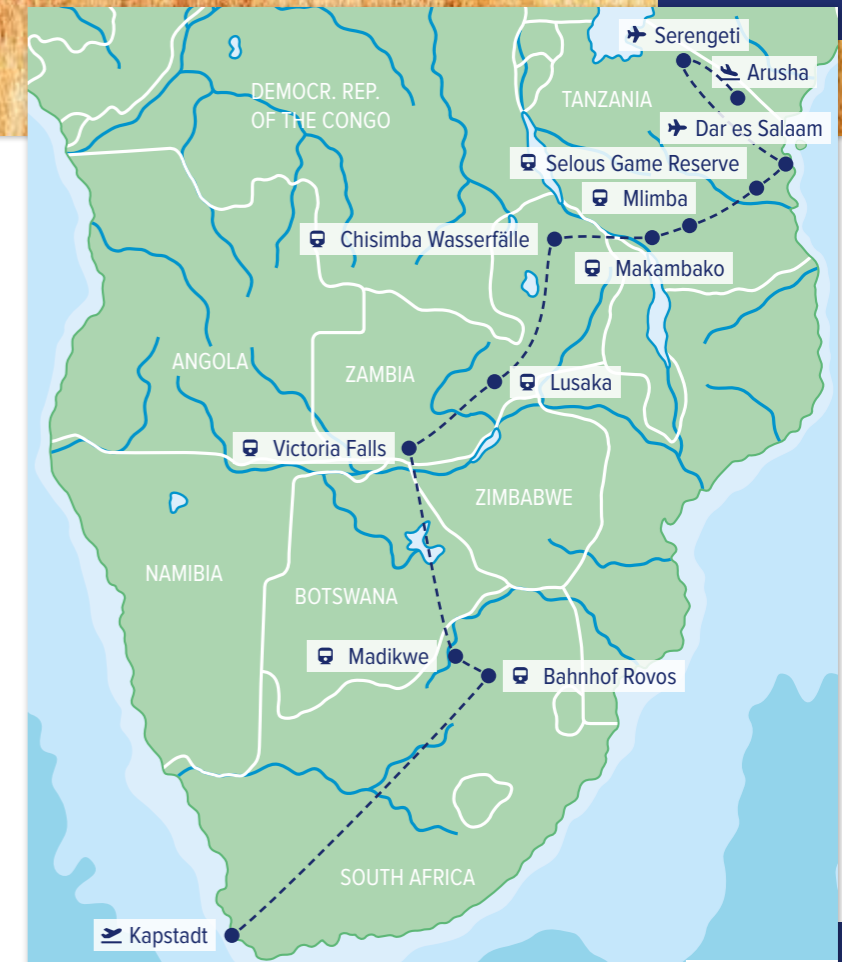 Serengeti
Arusha
DEMOCR. REP.
OF THE CONGO
TANZANIA
Dar es Salaam
Selous Game Reserve
Mlimba
Chisimba Wasserfälle
Makambako
ANGOLA
ZAMBIA
Lusaka
Victoria Falls
ZIMBABWE
NAMIBIA
BOTSWANA
Madikwe
Bahnhof Rovos
SOUTH AFRICA
Kapstadt